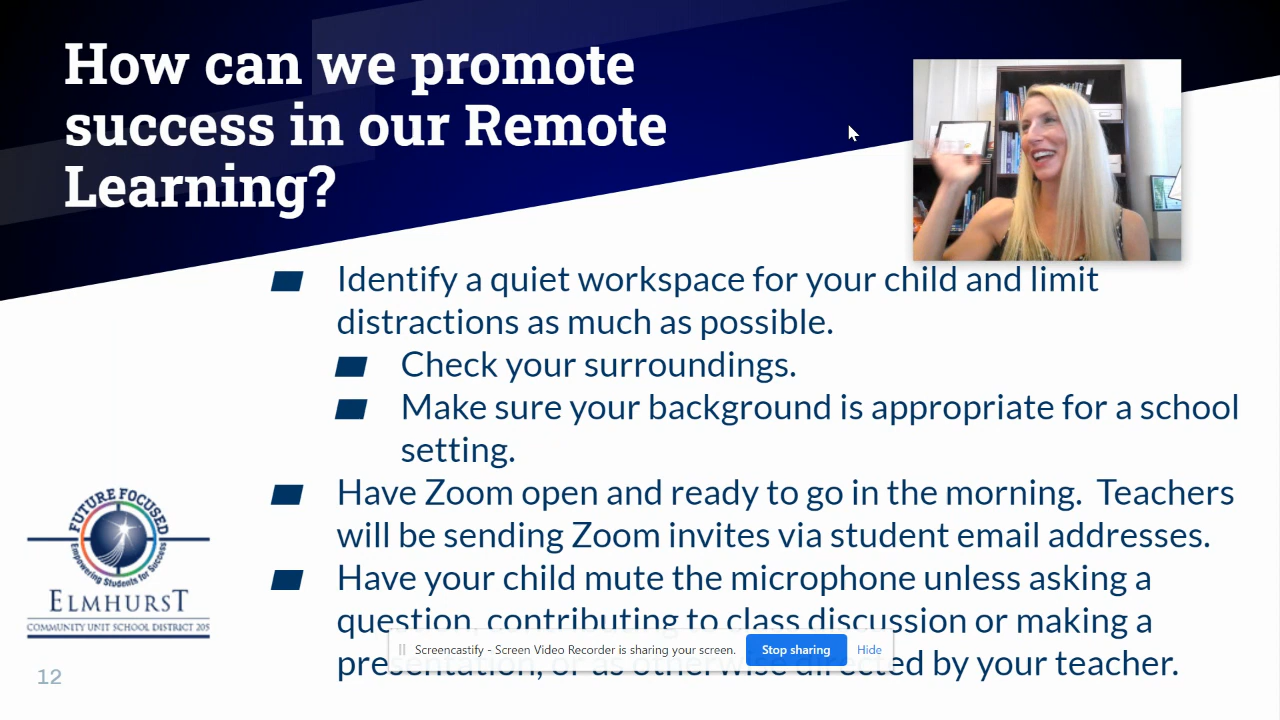 How can we promote
success in our Remote
Learning?
Identify a quiet workspace for your child and limit
distractions as much as possible.
Check your surroundings.
Make sure your background is appropriate for a school
setting.
Have Zoom open and ready to go in the morning.  Teachers
will be sending Zoom invites via student email addresses.
Have your child mute the microphone unless asking a
question, contributing to class discussion or making a
presentation, or as otherwise directed by your teacher.
Screencastify - Screen Video Recorder is sharing your screen.
Stop sharing
Hide
FUTURE FOCUSED
Empowering Students for Success
ELMHURST
COMMUNITY UNIT SCHOOL DISTRICT 205
12